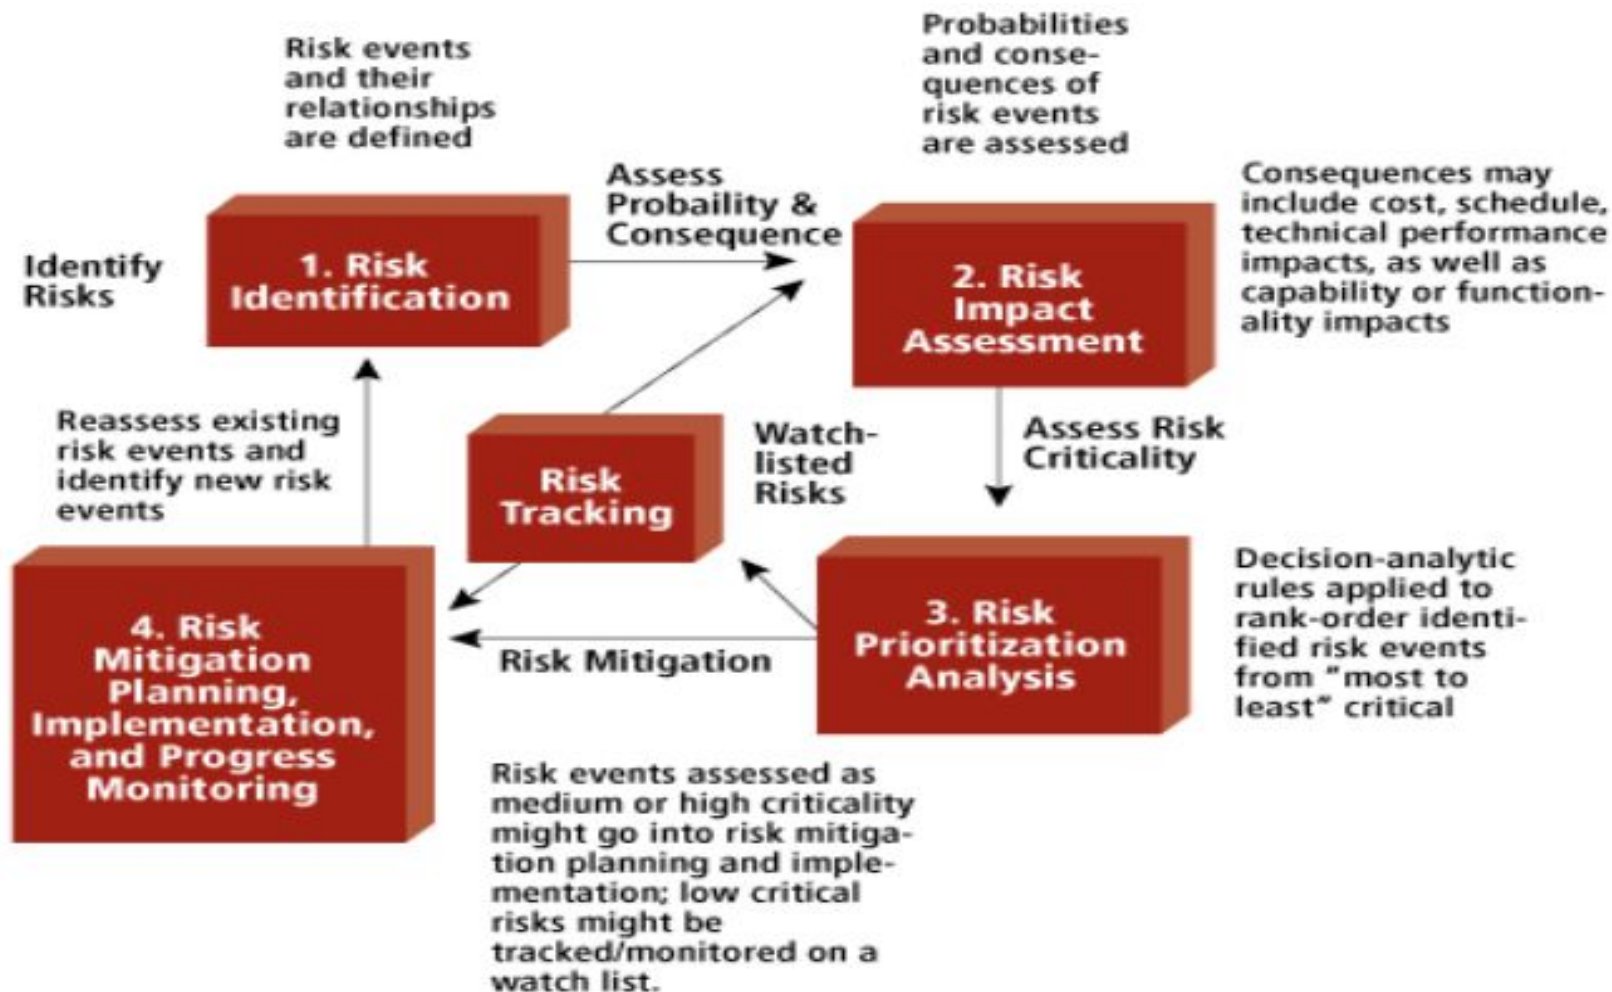 Risk events
and their
relationships
are defined
Probabilities
and conse-
quences of
risk events
are assessed
Assess
Probaility &
Consequence
Consequences may
include cost, schedule,
technical performance
impacts, as well as
capability or function-
ality impacts
Identify
Risks
1. Risk
Identification
2. Risk
Impact
Assessment
Reassess existing
risk events and
identify new risk
events
Risk
Tracking
Watch-
listed
Risks
Assess Risk
Criticality
4. Risk
Mitigation
Planning,
Implementation,
and Progress
Monitoring
Risk Mitigation
3. Risk
Prioritization
Analysis
Decision-analytic
rules applied to
rank-order identi-
fied risk events
from "most to
least" critical
Risk events assessed as
medium or high criticality
might go into risk mitiga-
tion planning and imple-
mentation; low critical
risks might be
tracked/monitored on a
watch list.